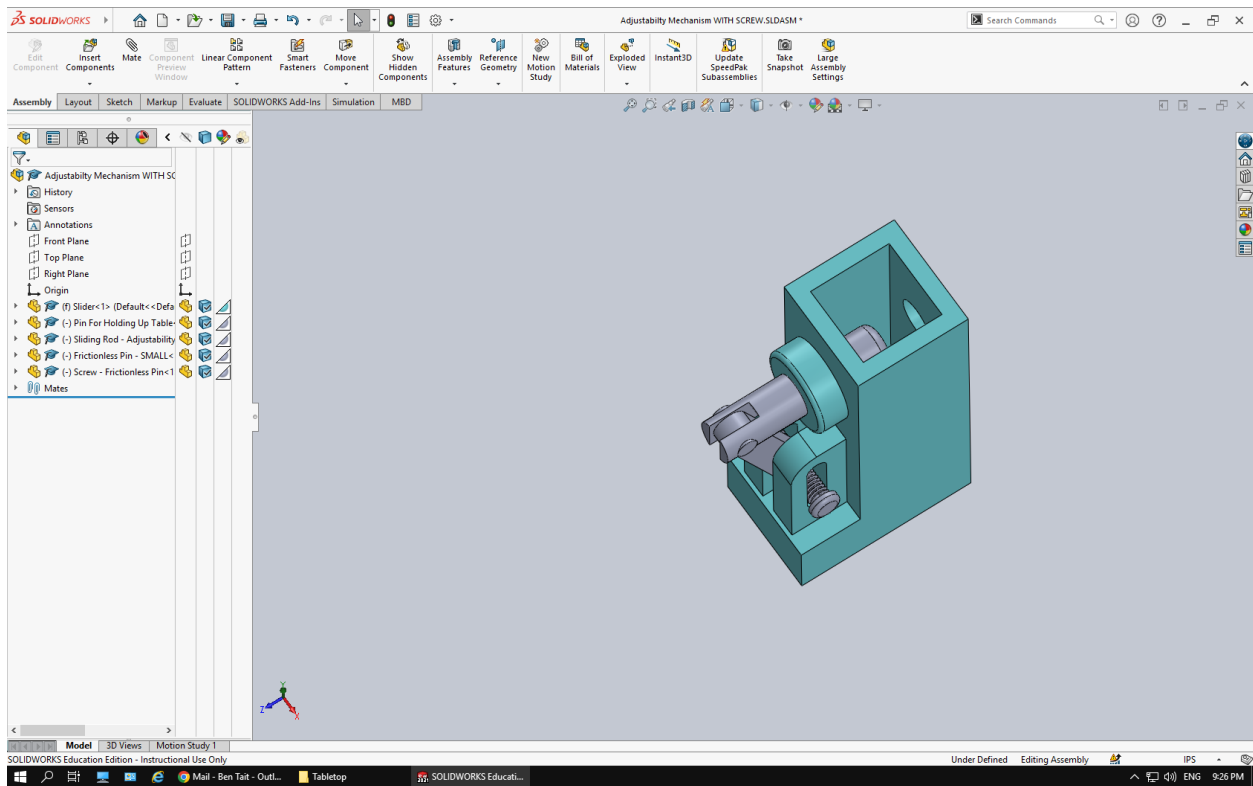 SOLIDWORKS
Adjustabilty Mechanism WITH SCREW.SLDASM *
Search Commands
Edit Component
Insert Components
Mate
Component Preview Window
Linear Component Pattern
Smart Fasteners
Move Component
Show Hidden Components
Assembly Features
Reference Geometry
New Motion Study
Bill of Materials
Exploded View
Instant3D
Update SpeedPak Subassemblies
Take Snapshot
Large Assembly Settings
Assembly Layout Sketch Markup Evaluate SOLIDWORKS Add-Ins Simulation MBD
Adjustabilty Mechanism WITH SC
History
Sensors
Annotations
Front Plane
Top Plane
Right Plane
Origin
(f) Slider<1> (Default<<Defa
(-) Pin For Holding Up Table-
(-) Sliding Rod - Adjustability
(-) Frictionless Pin - SMALL<
(-) Screw - Frictionless Pin<1
Mates
Y
Z
X
Model 3D Views Motion Study 1
SOLIDWORKS Education Edition - Instructional Use Only
Under Defined Editing Assembly IPS
Mail - Ben Tait - Outl... Tabletop SOLIDWORKS Educati... ENG 9:26 PM